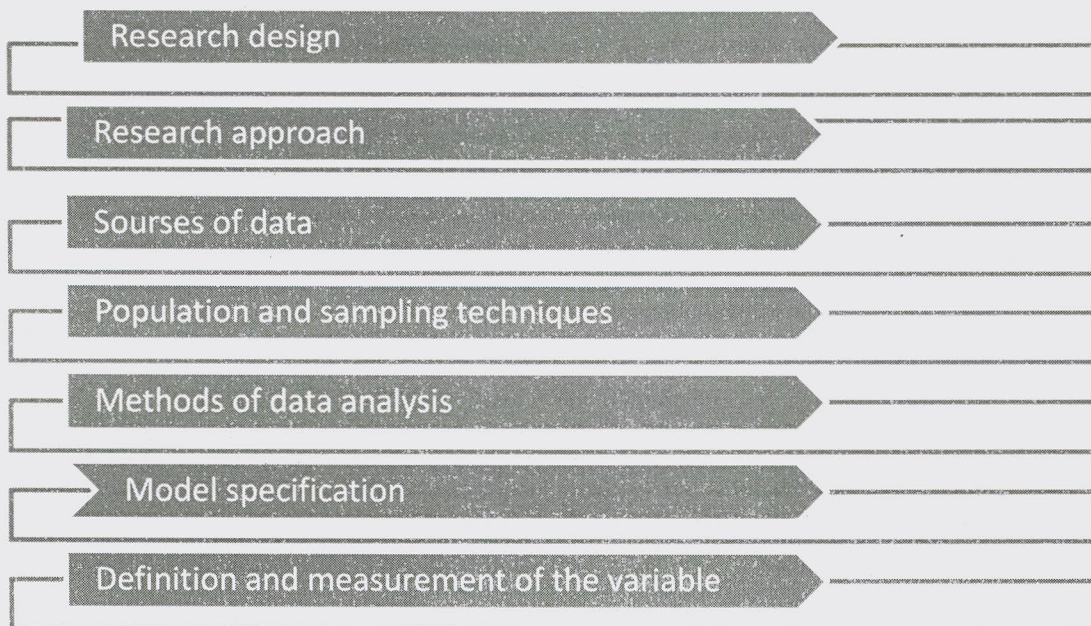 Research design
Research approach
Sourses of data
Population and sampling techniques
Methods of data analysis
Model specification
Definition and measurement of the variable